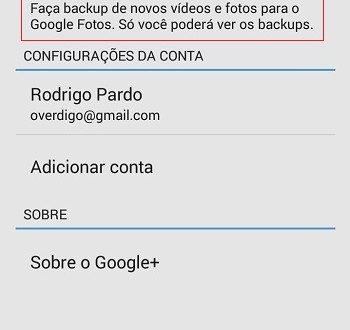 Faça backup de novos vídeos e fotos para o
Google Fotos. Só você poderá ver os backups.
CONFIGURAÇÕES DA CONTA
Rodrigo Pardo
overdigo@gmail.com
Adicionar conta
SOBRE
Sobre o Google+